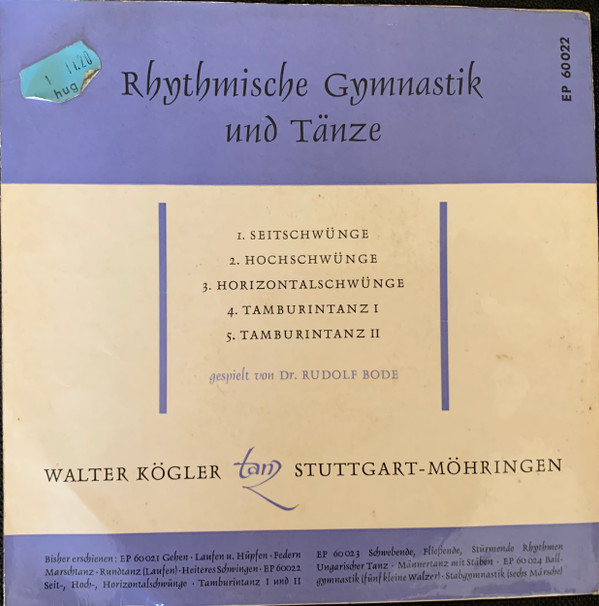 1 11.20
hug
EP 60022
Rhythmische Gymnastik
und Tänze
1. SEITSCHWÜNGE
2. HOCHSCHWÜNGE
3. HORIZONTALSCHWÜNGE
4. TAMBURINTANZ I
5. TAMBURINTANZ II
gespielt von Dr. RUDOLF BODE
WALTER KÖGLER tanz STUTTGART-MÖHRINGEN
Bisher erschienen: EP 60021 Gehen · Laufen u. Hüpfen · Federn
Marschtanz · Rundtanz (Laufen) · Heiteres Schwingen · EP 60022
Seit-, Hoch-, Horizontalschwünge · Tamburintanz I und II
EP 60023 Schwebende, Fließende, Stürmende Rhythmen
Ungarischer Tanz · Männertanz mit Stäben · EP 60024 Ball-
gymnastik (fünf kleine Walzer) · Stabgymnastik (sechs Märsche)